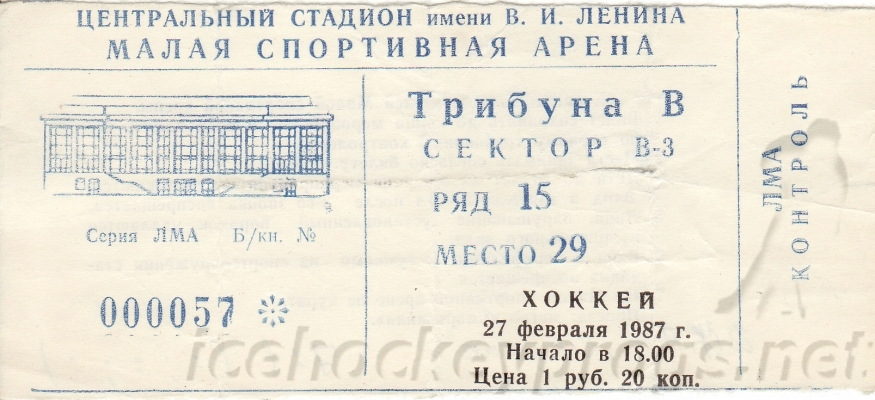 ЦЕНТРАЛЬНЫЙ СТАДИОН имени В. И. ЛЕНИНА
МАЛАЯ СПОРТИВНАЯ АРЕНА
Трибуна В
СЕКТОР В-3
РЯД 15
МЕСТО 29
Серия ЛМА Б/кн. №
000057
ХОККЕЙ
27 февраля 1987 г.
Начало в 18.00
Цена 1 руб. 20 коп.
ЛМА
КОНТРОЛЬ
icehockeyprogs.net